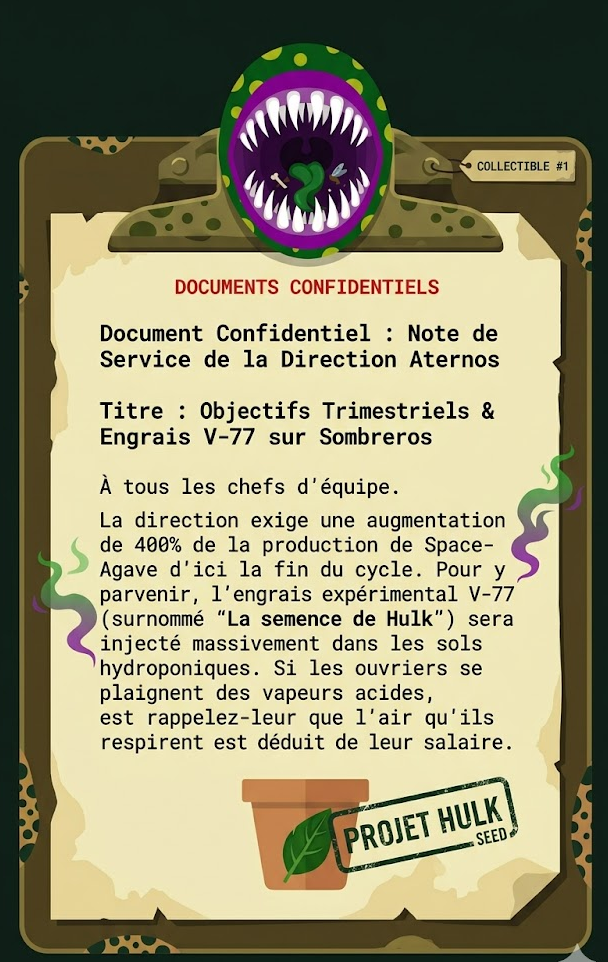 COLLECTIBLE #1
DOCUMENTS CONFIDENTIELS
Document Confidentiel : Note de
Service de la Direction Aternos
Titre : Objectifs Trimestriels &
Engrais V-77 sur Sombreros
À tous les chefs d'équipe.
La direction exige une augmentation
de 400% de la production de Space-
Agave d'ici la fin du cycle. Pour y
parvenir, l'engrais expérimental V-77
(surnommé “La semence de Hulk”) sera
injecté massivement dans les sols
hydroponiques. Si les ouvriers se
plaignent des vapeurs acides,
est rappelez-leur que l'air qu'ils
respirent est déduit de leur salaire.
PROJET HULK
SEED